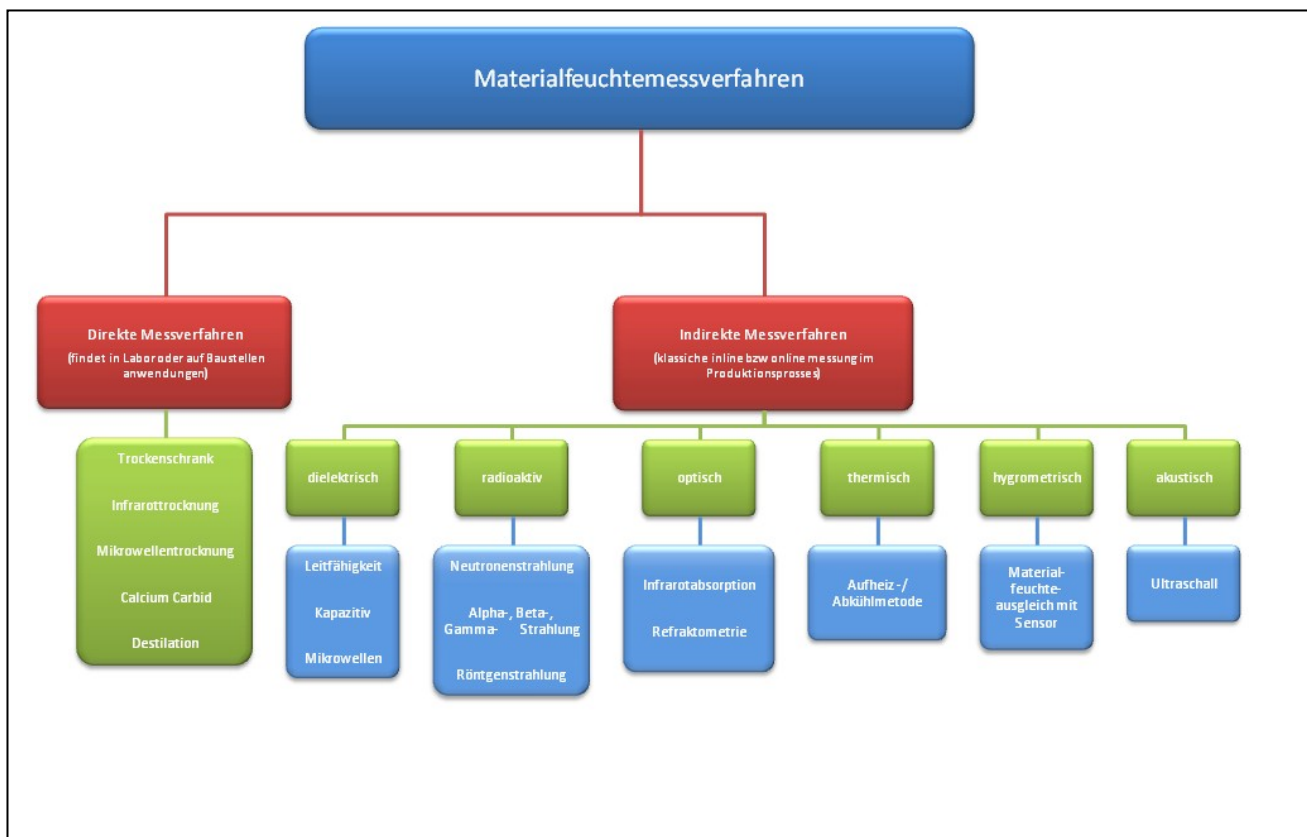 Materialfeuchtemessverfahren
Direkte Messverfahren
(findet in Labor oder auf Baustellen
anwendungen)
Indirekte Messverfahren
(klassiche inline bzw online messung im
Produktionsprosses)
Trockenschrank
Infrarottrocknung
Mikrowellentrocknung
Calcium Carbid
Destilation
dielektrisch
Leitfähigkeit
Kapazitiv
Mikrowellen
radioaktiv
Neutronenstrahlung
Alpha-, Beta-,
Gamma- Strahlung
Röntgenstrahlung
optisch
Infrarotabsorption
Refraktometrie
thermisch
Aufheiz-/
Abkühlmetode
hygrometrisch
Material-
feuchte-
ausgleich mit
Sensor
akustisch
Ultraschall